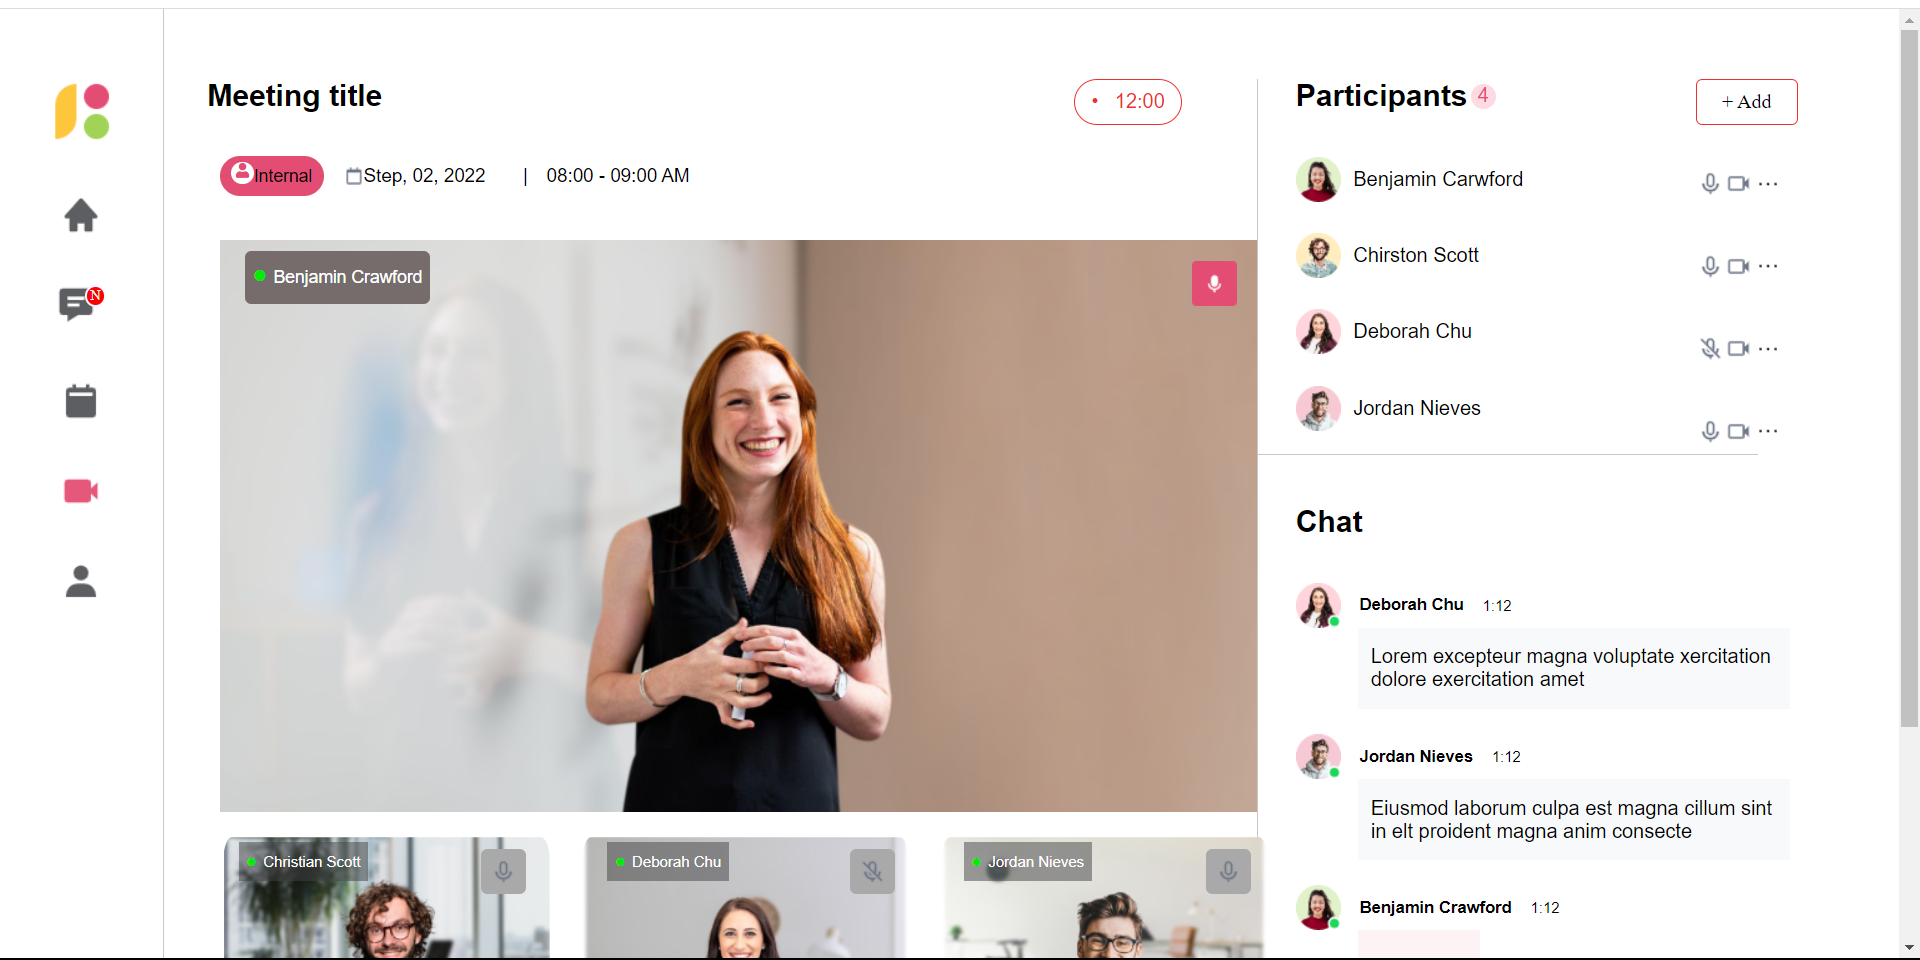 Meeting title
• 12:00
Internal
Step, 02, 2022 | 08:00 - 09:00 AM
N
Benjamin Crawford
Christian Scott
Deborah Chu
Jordan Nieves
Participants 4
+ Add
Benjamin Carwford
Chirston Scott
Deborah Chu
Jordan Nieves
Chat
Deborah Chu 1:12
Lorem excepteur magna voluptate xercitation
dolore exercitation amet
Jordan Nieves 1:12
Eiusmod laborum culpa est magna cillum sint
in elt proident magna anim consecte
Benjamin Crawford 1:12